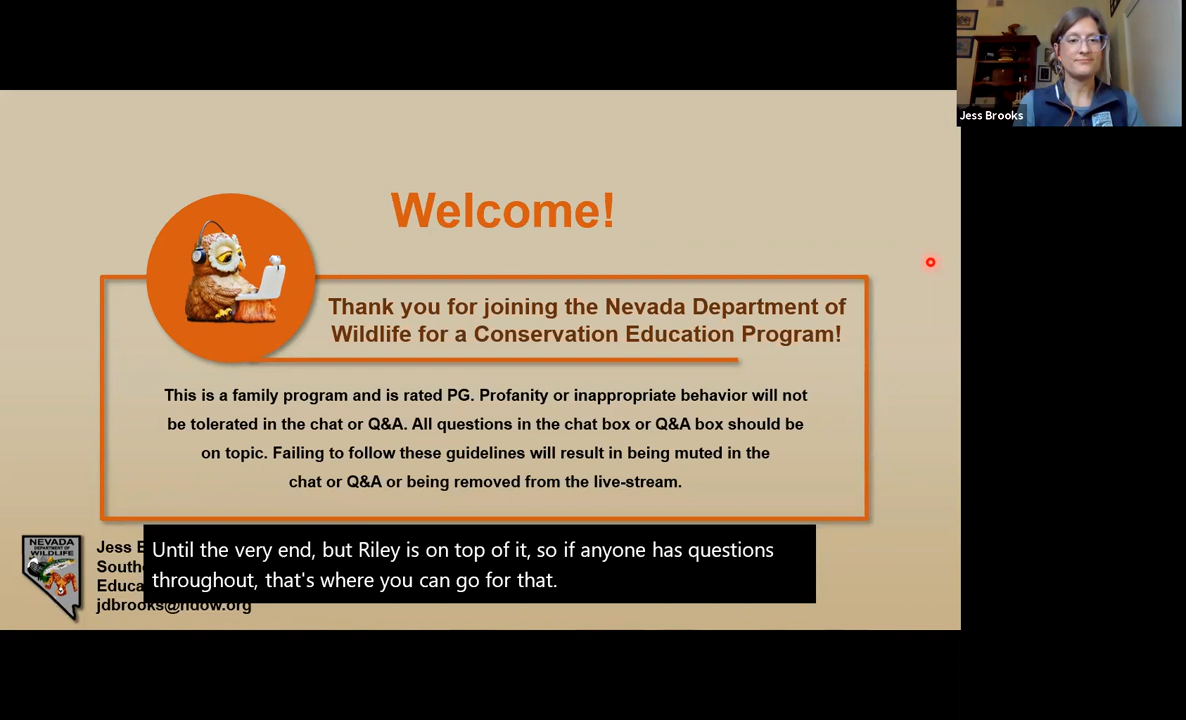 Jess Brooks
Welcome!
Thank you for joining the Nevada Department of
Wildlife for a Conservation Education Program!
This is a family program and is rated PG. Profanity or inappropriate behavior will not
be tolerated in the chat or Q&A. All questions in the chat box or Q&A box should be
on topic. Failing to follow these guidelines will result in being muted in the
chat or Q&A or being removed from the live-stream.
NEVADA
DEPARTMENT OF
WILDLIFE
Jess
Until the very end, but Riley is on top of it, so if anyone has questions
throughout, that's where you can go for that.
jdbrooks@ndow.org